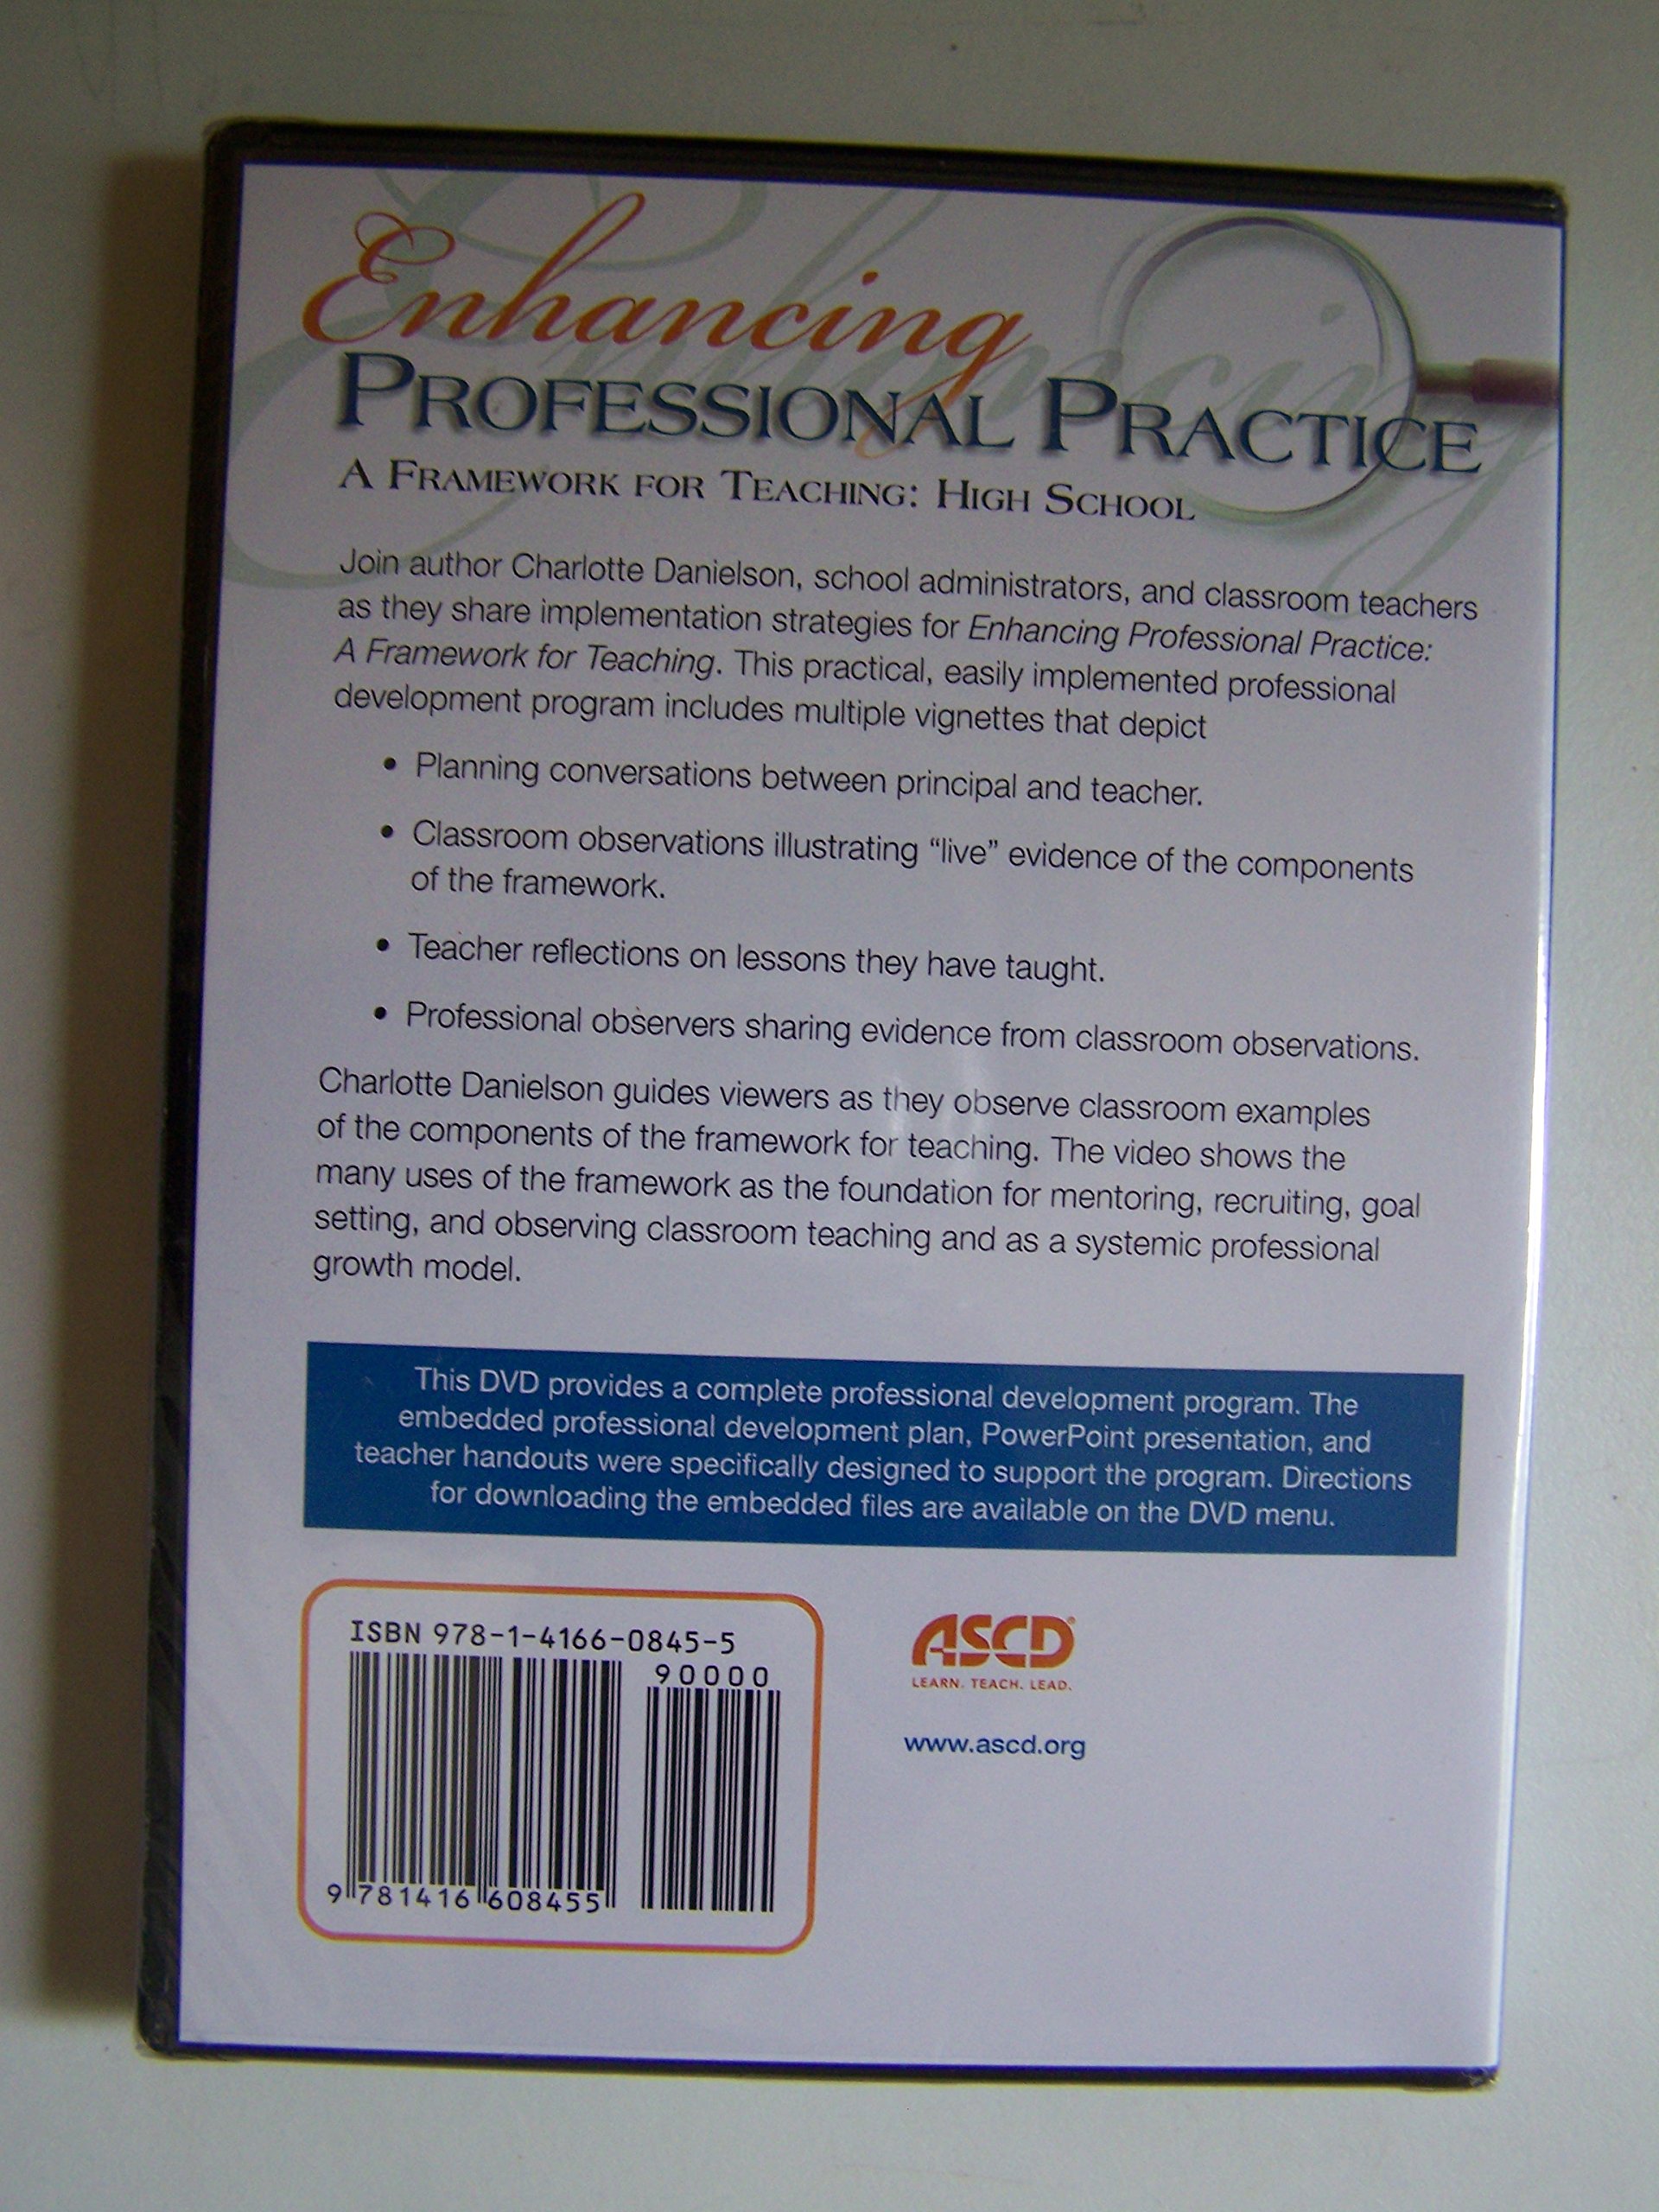 Enhancing
PROFESSIONAL PRACTICE
A FRAMEWORK FOR TEACHING: HIGH SCHOOL
Join author Charlotte Danielson, school administrators, and classroom teachers
as they share implementation strategies for Enhancing Professional Practice:
A Framework for Teaching. This practical, easily implemented professional
development program includes multiple vignettes that depict
• Planning conversations between principal and teacher.
• Classroom observations illustrating “live” evidence of the components
of the framework.
• Teacher reflections on lessons they have taught.
• Professional observers sharing evidence from classroom observations.
Charlotte Danielson guides viewers as they observe classroom examples
of the components of the framework for teaching. The video shows the
many uses of the framework as the foundation for mentoring, recruiting, goal
setting, and observing classroom teaching and as a systemic professional
growth model.
This DVD provides a complete professional development program. The
embedded professional development plan, PowerPoint presentation, and
teacher handouts were specifically designed to support the program. Directions
for downloading the embedded files are available on the DVD menu.
ISBN 978-1-4166-0845-5
90000
9 781416 608455
ASCD®
LEARN. TEACH. LEAD.
www.ascd.org